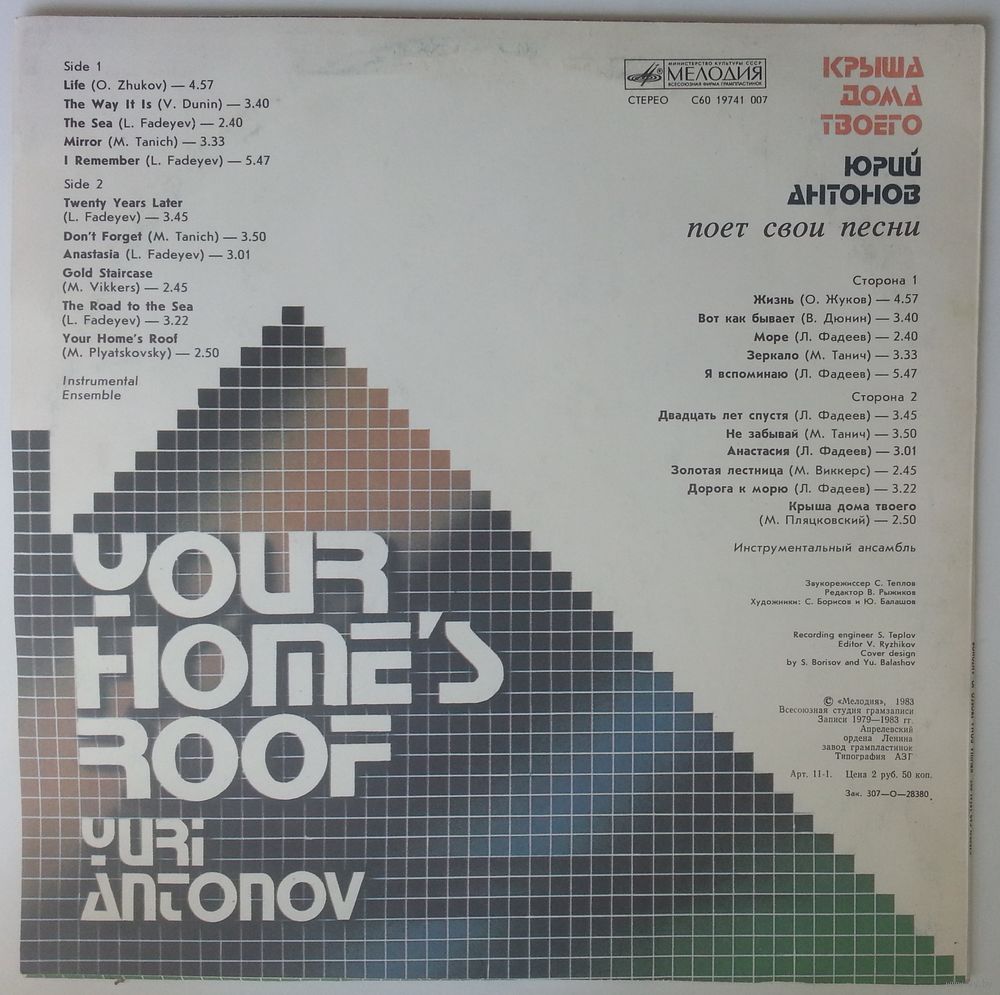 Side 1
Life (O. Zhukov) — 4.57
The Way It Is (V. Dunin) — 3.40
The Sea (L. Fadeyev) — 2.40
Mirror (M. Tanich) — 3.33
I Remember (L. Fadeyev) — 5.47
Side 2
Twenty Years Later
(L. Fadeyev) — 3.45
Don't Forget (M. Tanich) — 3.50
Anastasia (L. Fadeyev) — 3.01
Gold Staircase
(M. Vikkers) — 2.45
The Road to the Sea
(L. Fadeyev) — 3.22
Your Home's Roof
(M. Plyatskovsky) — 2.50
Instrumental
Ensemble
МИНИСТЕРСТВО КУЛЬТУРЫ СССР
МЕЛОДИЯ
ВСЕСОЮЗНАЯ ФИРМА ГРАМПЛАСТИНОК
СТЕРЕО С60 19741 007
КРЫША
ДОМА
ТВОЕГО
ЮРИЙ
АНТОНОВ
поет свои песни
Сторона 1
Жизнь (О. Жуков) — 4.57
Вот как бывает (В. Дюнин) — 3.40
Море (Л. Фадеев) — 2.40
Зеркало (М. Танич) — 3.33
Я вспоминаю (Л. Фадеев) — 5.47
Сторона 2
Двадцать лет спустя (Л. Фадеев) — 3.45
Не забывай (М. Танич) — 3.50
Анастасия (Л. Фадеев) — 3.01
Золотая лестница (М. Виккерс) — 2.45
Дорога к морю (Л. Фадеев) — 3.22
Крыша дома твоего
(М. Пляцковский) — 2.50
Инструментальный ансамбль
Звукорежиссер С. Теплов
Редактор В. Рыжиков
Художники: С. Борисов и Ю. Балашов
Recording engineer S. Teplov
Editor V. Ryzhikov
Cover design
by S. Borisov and Yu. Balashov
© «Мелодия», 1983
Всесоюзная студия грамзаписи
Записи 1979—1983 гг.
Апрелевский
ордена Ленина
завод грампластинок
Типография АЗГ
Арт. 11-1. Цена 2 руб. 50 коп.
Зак. 307—О—28380
YOUR
HOME'S
ROOF
YURI
ANTONOV